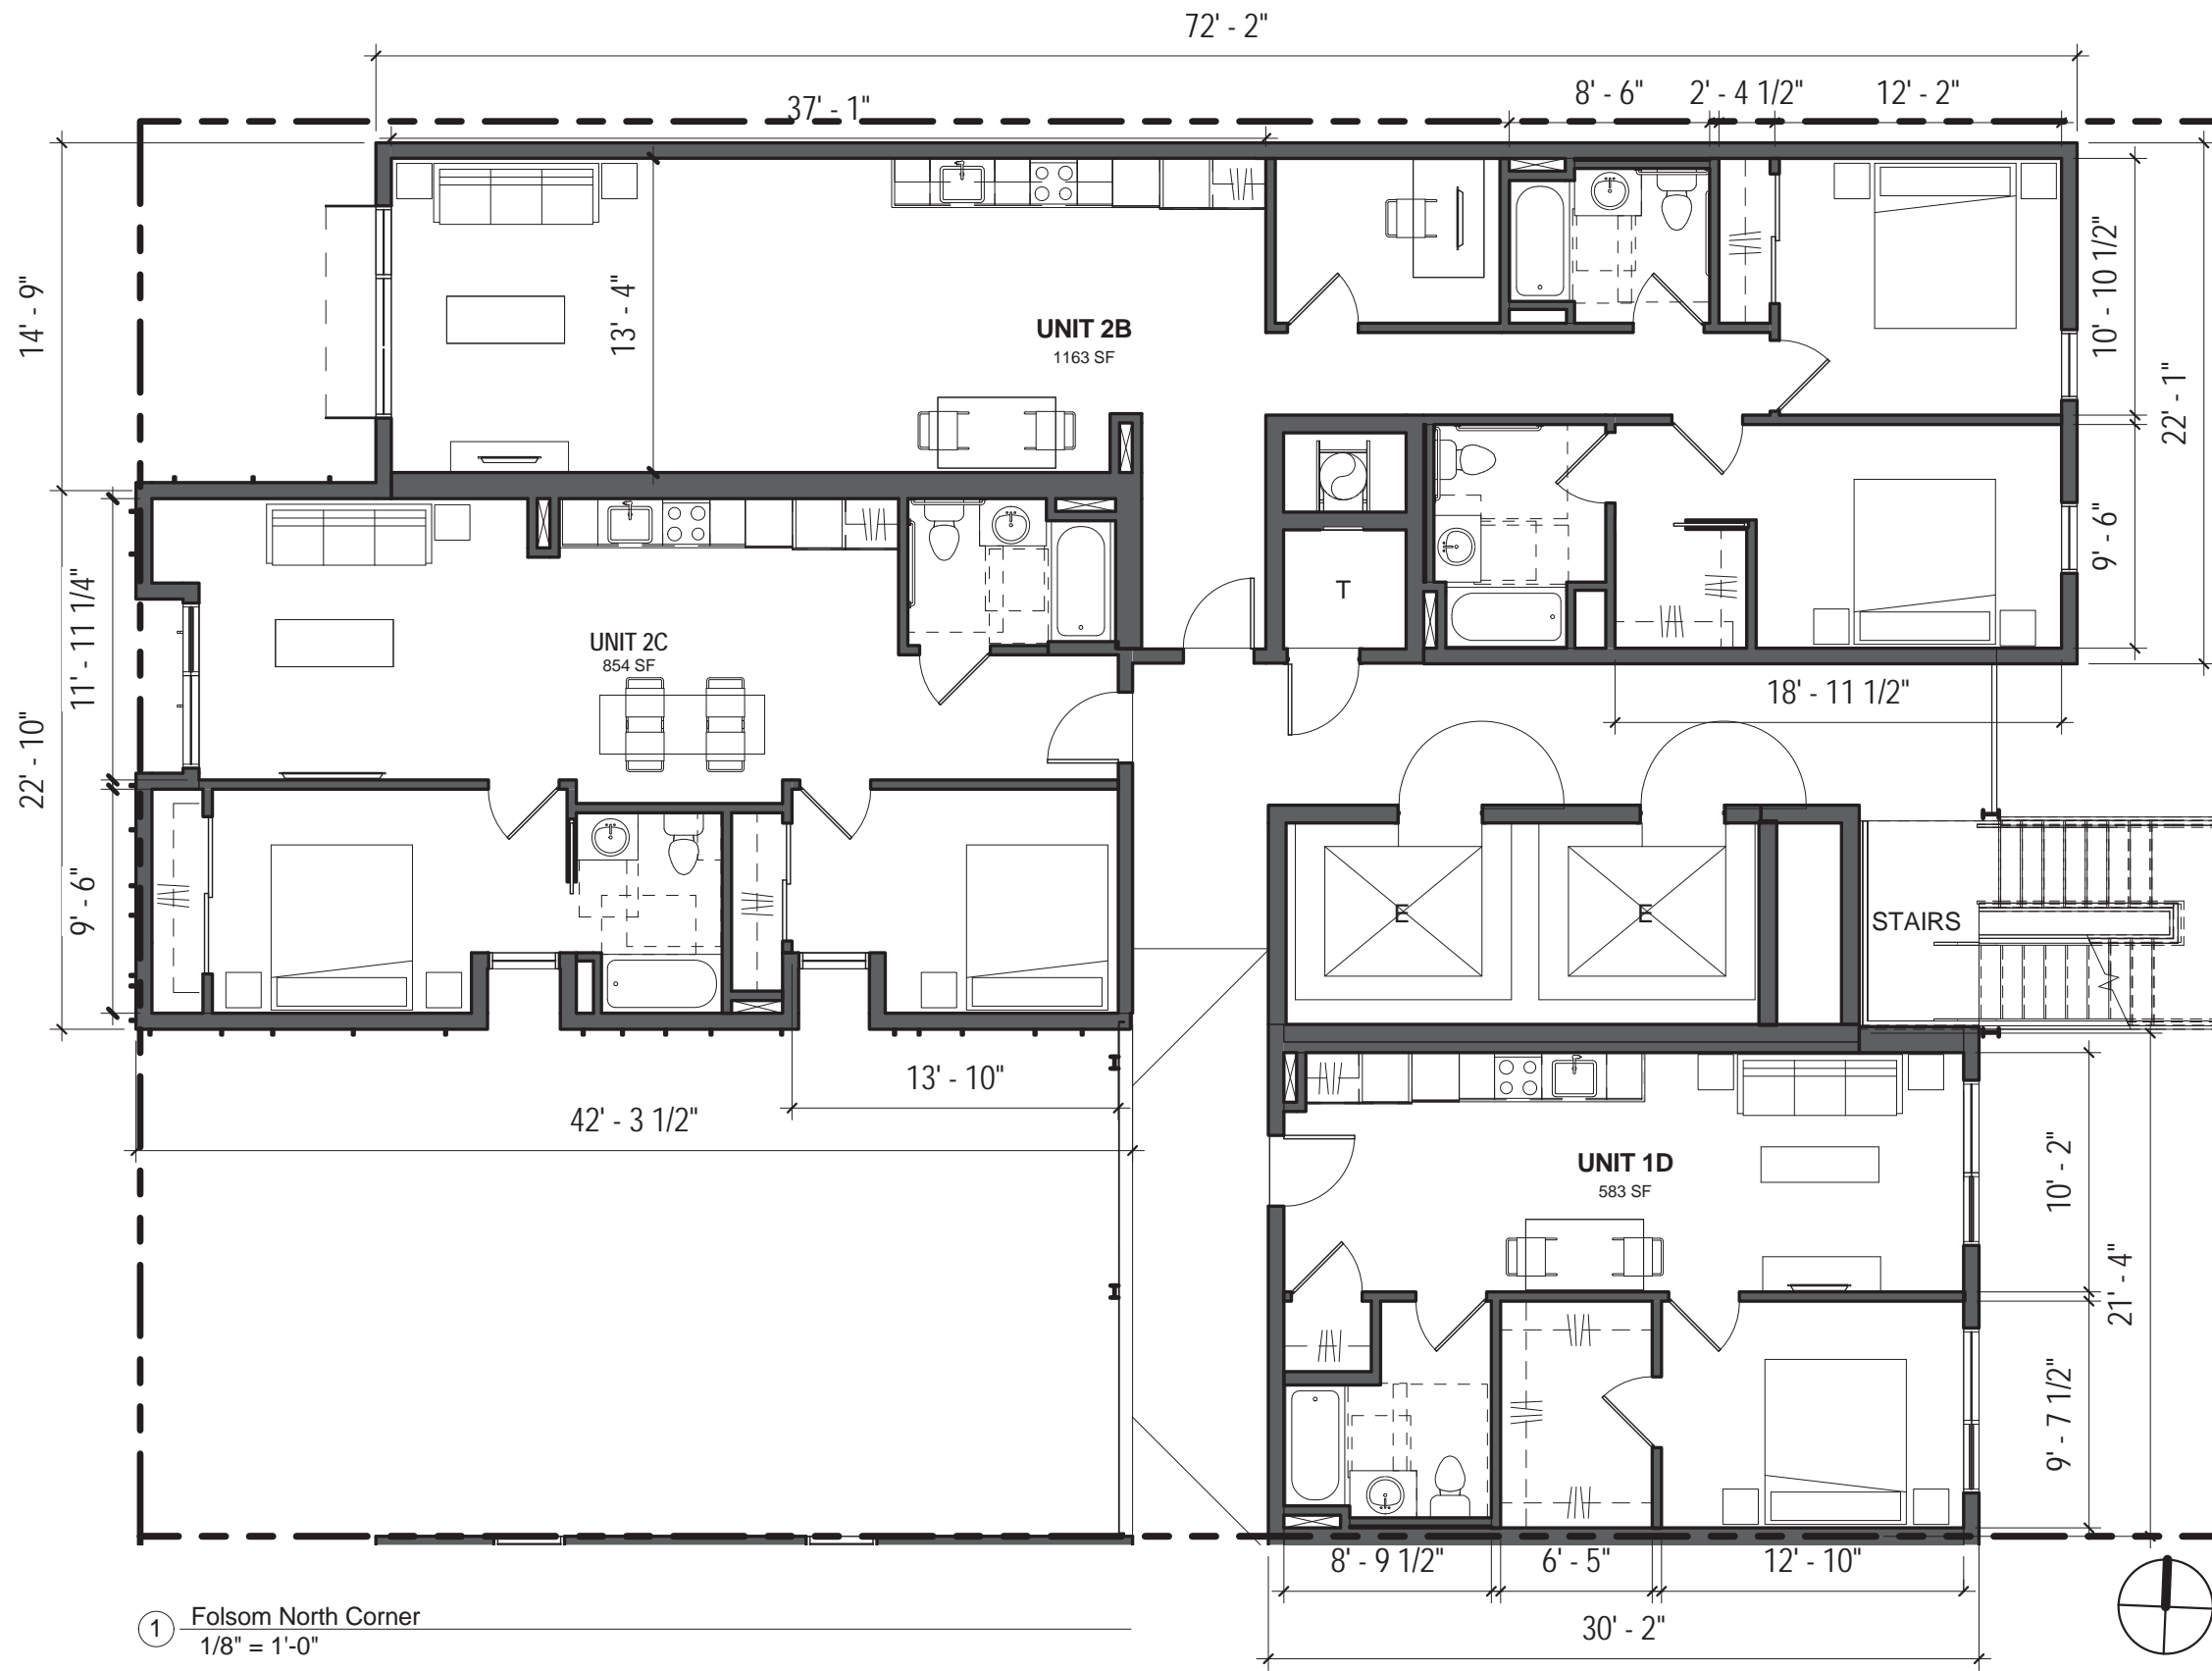 72' - 2"
37' - 1"
8' - 6"
2' - 4 1/2"
12' - 2"
14' - 9"
13' - 4"
UNIT 2B
1163 SF
10' - 10 1/2"
22' - 1"
9' - 6"
T
11' - 11 1/4"
UNIT 2C
854 SF
18' - 11 1/2"
22' - 10"
9' - 6"
E
E
STAIRS
13' - 10"
42' - 3 1/2"
UNIT 1D
583 SF
10' - 2"
21' - 4"
9' - 7 1/2"
8' - 9 1/2"
6' - 5"
12' - 10"
30' - 2"
1
Folsom North Corner
1/8" = 1'-0"